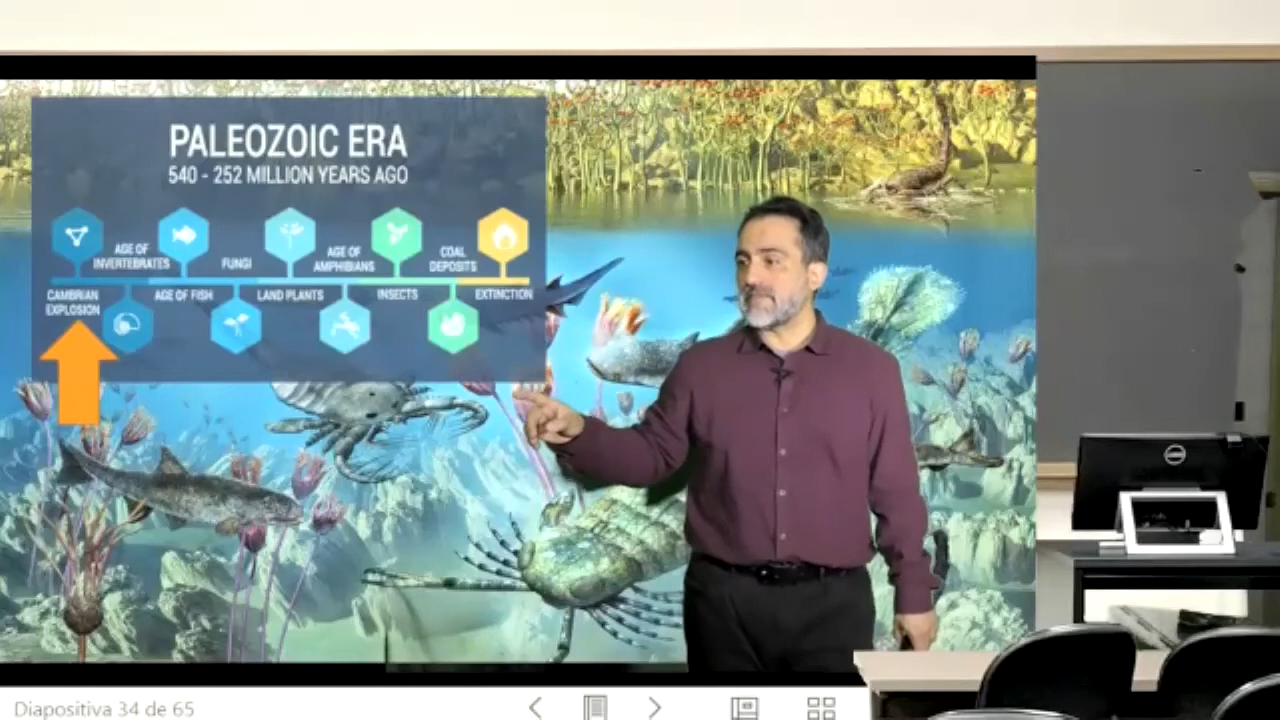 PALEOZOIC ERA
540 - 252 MILLION YEARS AGO
AGE OF
INVERTEBRATES
FUNGI
AGE OF
AMPHIBIANS
COAL
DEPOSITS
CAMBRIAN
EXPLOSION
AGE OF FISH
LAND PLANTS
INSECTS
EXTINCTION
DELL
Diapositiva 34 de 65